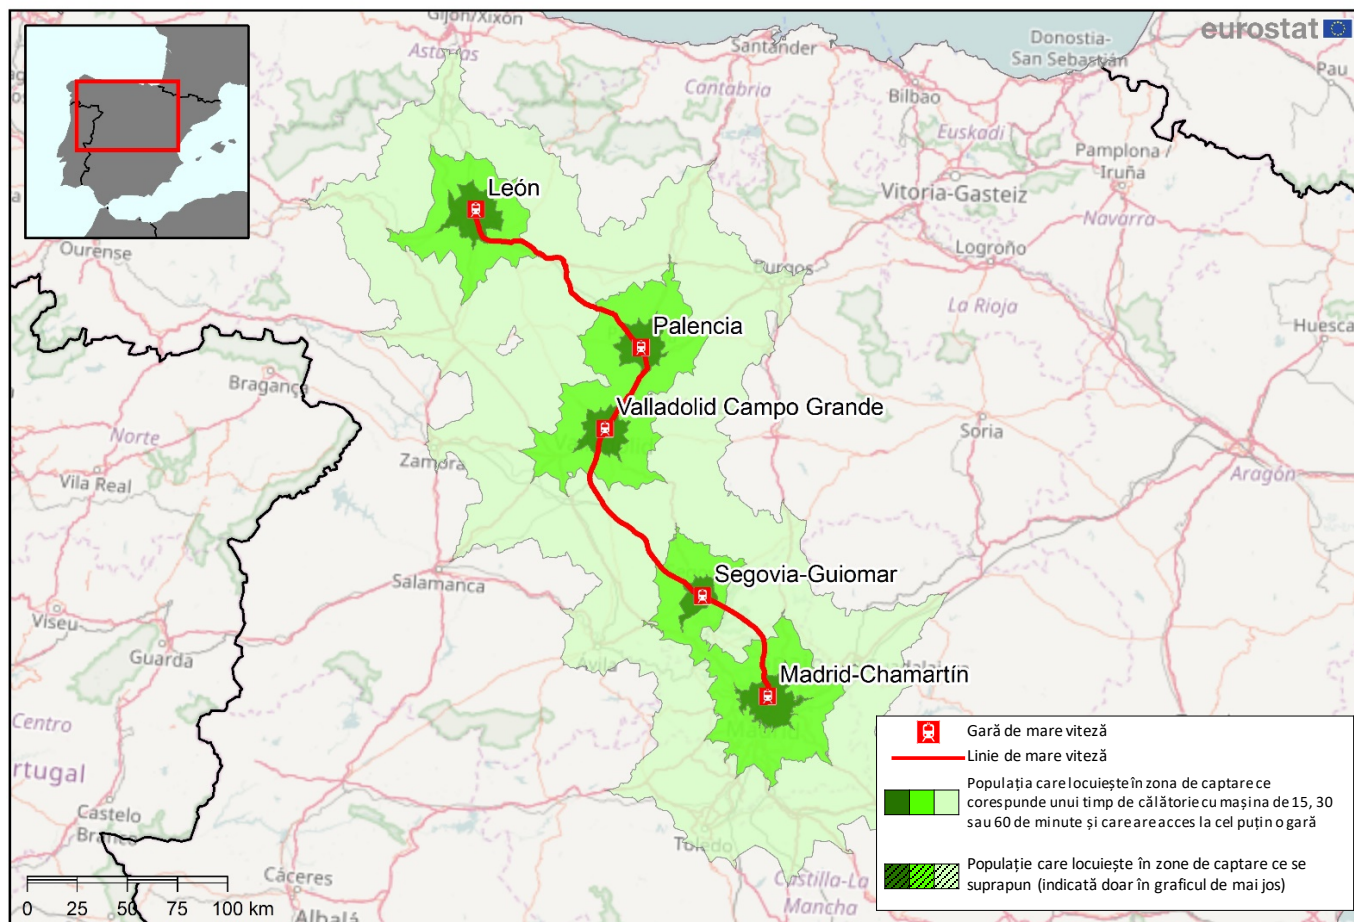 eurostat
Gijón/Xixón
Santander
Donostia-
San Sebastián
Pau
Asturias
Cantabria
Bilbao
Euskadi
Pamplona /
Iruña
Vitoria-Gasteiz
Navarra
León
Logroño
Ourense
Burgos
La Rioja
Huesca
Palencia
Bragança
Valladolid Campo Grande
Soria
Norte
Zamora
Aragón
Vila Real
Segovia-Guiomar
Salamanca
Viseu
Guarda
Ávila
Madrid-Chamartín
Centro
Madrid
rtugal
Castelo
Branco
Toledo
Cáceres
Castilla-La
Mancha
Albalá
0 25 50 75 100 km
Gară de mare viteză
Linie de mare viteză
Populația care locuiește în zona de captare ce
corespunde unui timp de călătorie cu mașina de 15, 30
sau 60 de minute și care are acces la cel puțin o gară
Populație care locuiește în zone de captare ce se
suprapun (indicată doar în graficul de mai jos)